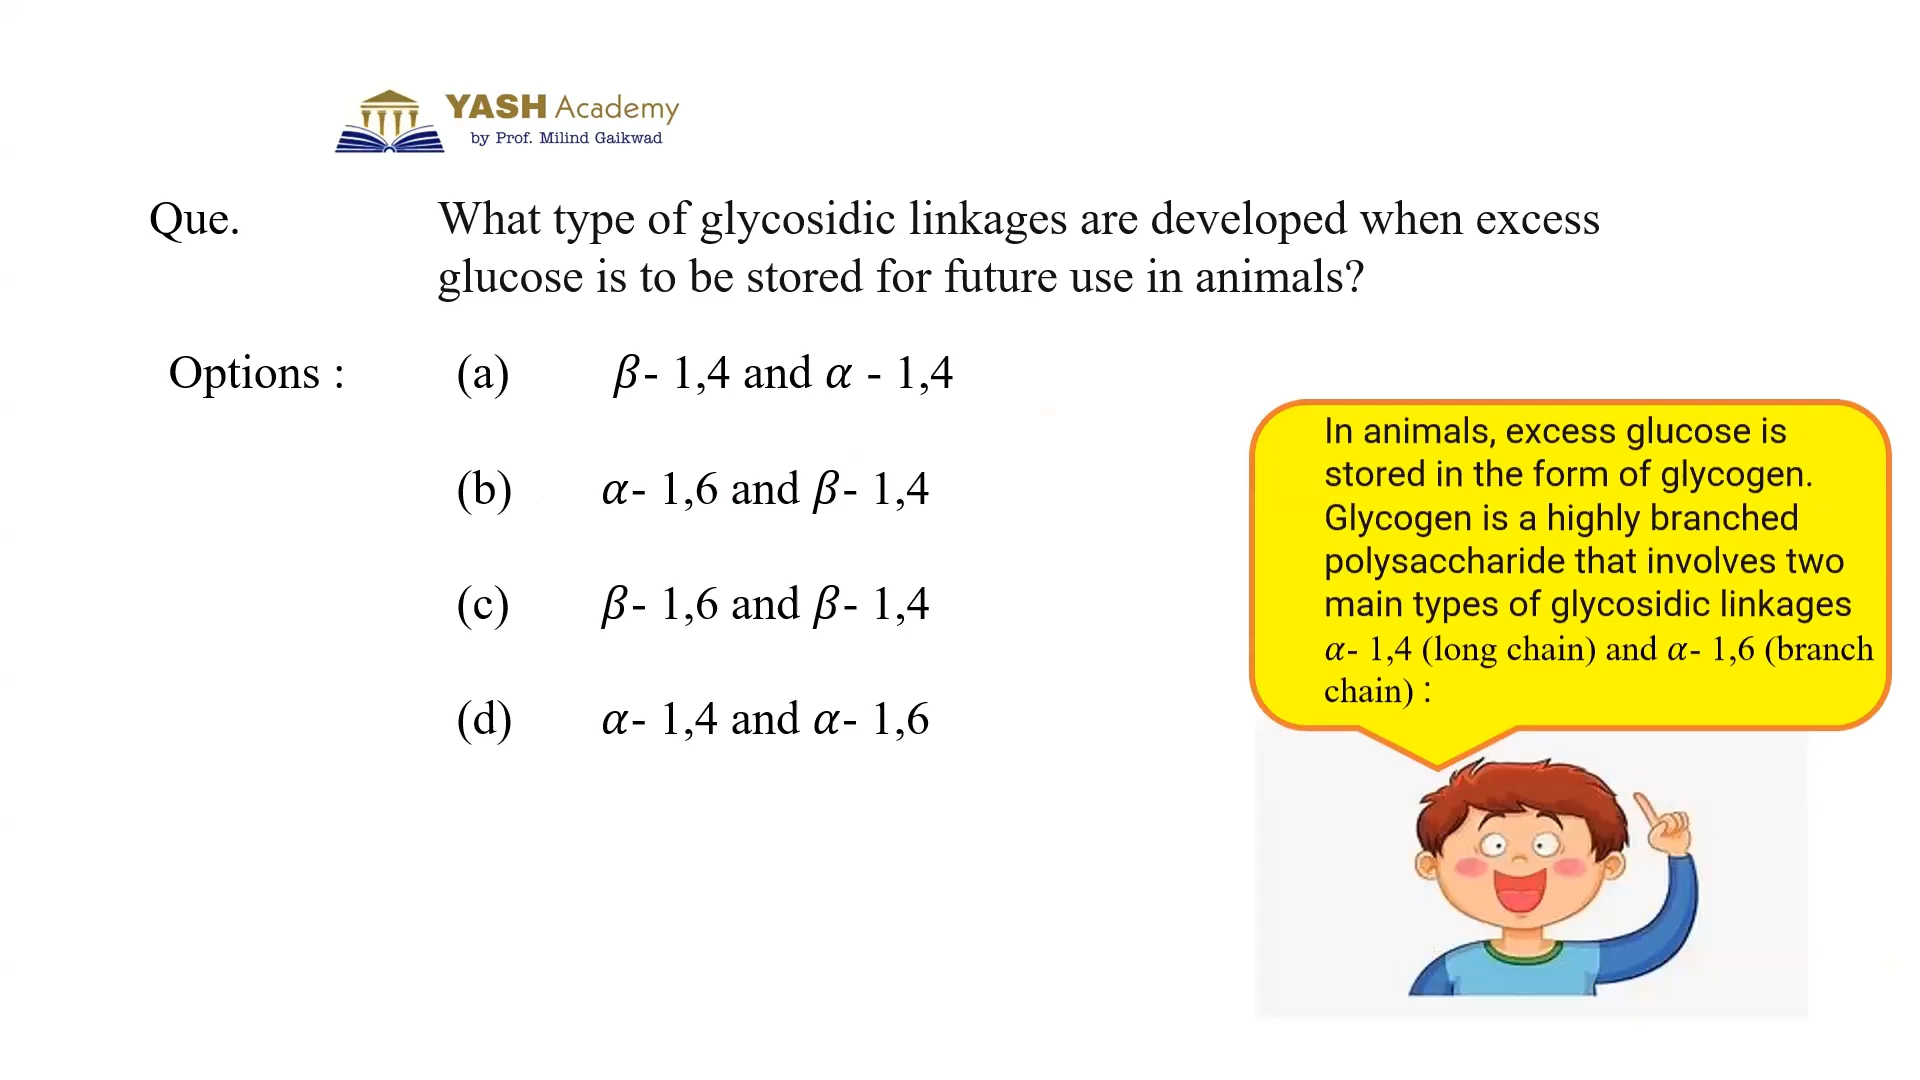 YASH Academy
by Prof. Milind Gaikwad
Que. What type of glycosidic linkages are developed when excess
glucose is to be stored for future use in animals?
Options : (a) β- 1,4 and α - 1,4
(b) α- 1,6 and β- 1,4
(c) β- 1,6 and β- 1,4
(d) α- 1,4 and α- 1,6
In animals, excess glucose is
stored in the form of glycogen.
Glycogen is a highly branched
polysaccharide that involves two
main types of glycosidic linkages
α- 1,4 (long chain) and α- 1,6 (branch
chain) :